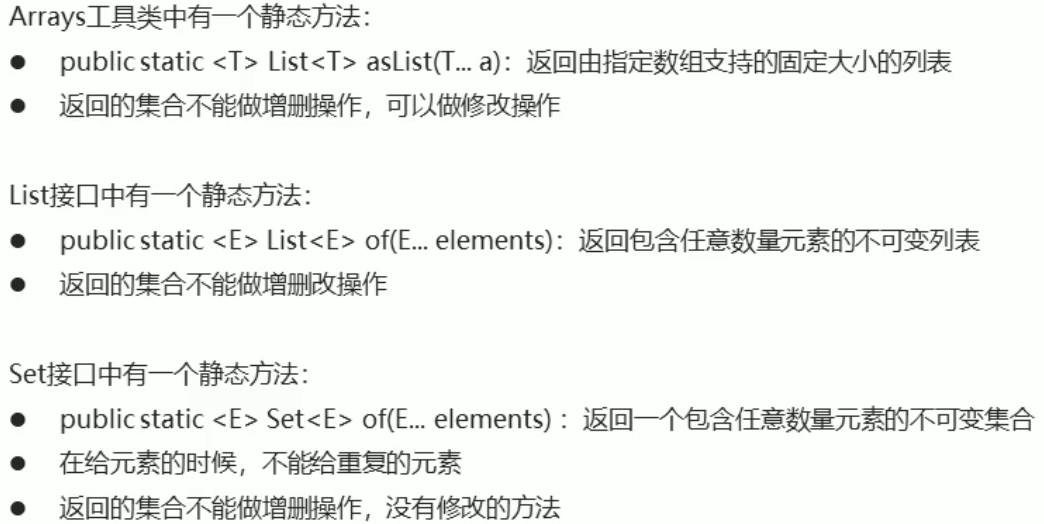 Arrays工具类中有一个静态方法：
● public static <T> List<T> asList(T... a)：返回由指定数组支持的固定大小的列表
● 返回的集合不能做增删操作，可以做修改操作
List接口中有一个静态方法：
● public static <E> List<E> of(E... elements)：返回包含任意数量元素的不可变列表
● 返回的集合不能做增删改操作
Set接口中有一个静态方法：
● public static <E> Set<E> of(E... elements) ：返回一个包含任意数量元素的不可变集合
● 在给元素的时候，不能给重复的元素
● 返回的集合不能做增删操作，没有修改的方法